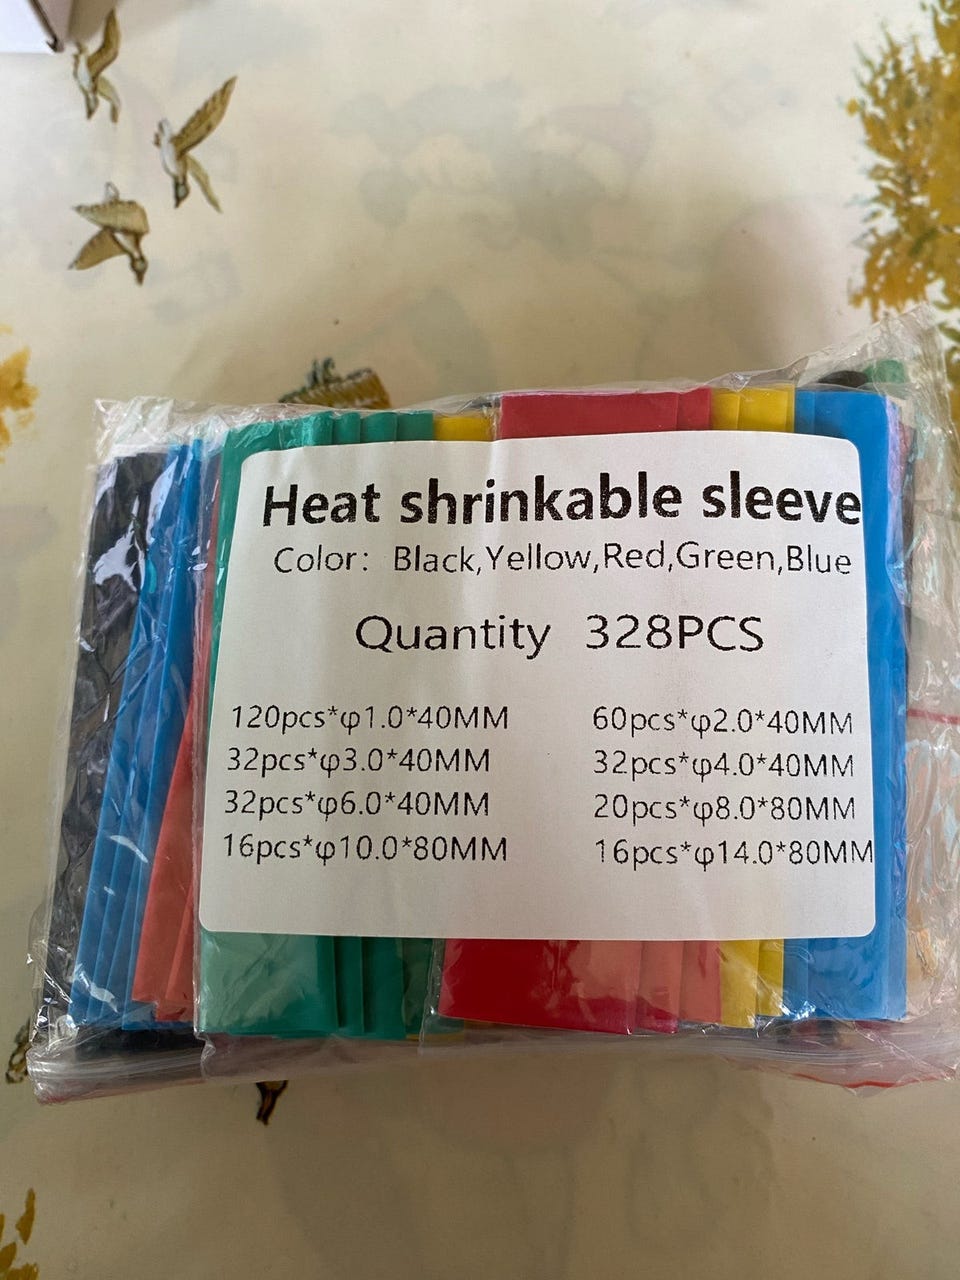 Heat shrinkable sleeve
Color: Black,Yellow,Red,Green,Blue
Quantity 328PCS
120pcs*φ1.0*40MM 60pcs*φ2.0*40MM
32pcs*φ3.0*40MM 32pcs*φ4.0*40MM
32pcs*φ6.0*40MM 20pcs*φ8.0*80MM
16pcs*φ10.0*80MM 16pcs*φ14.0*80MM